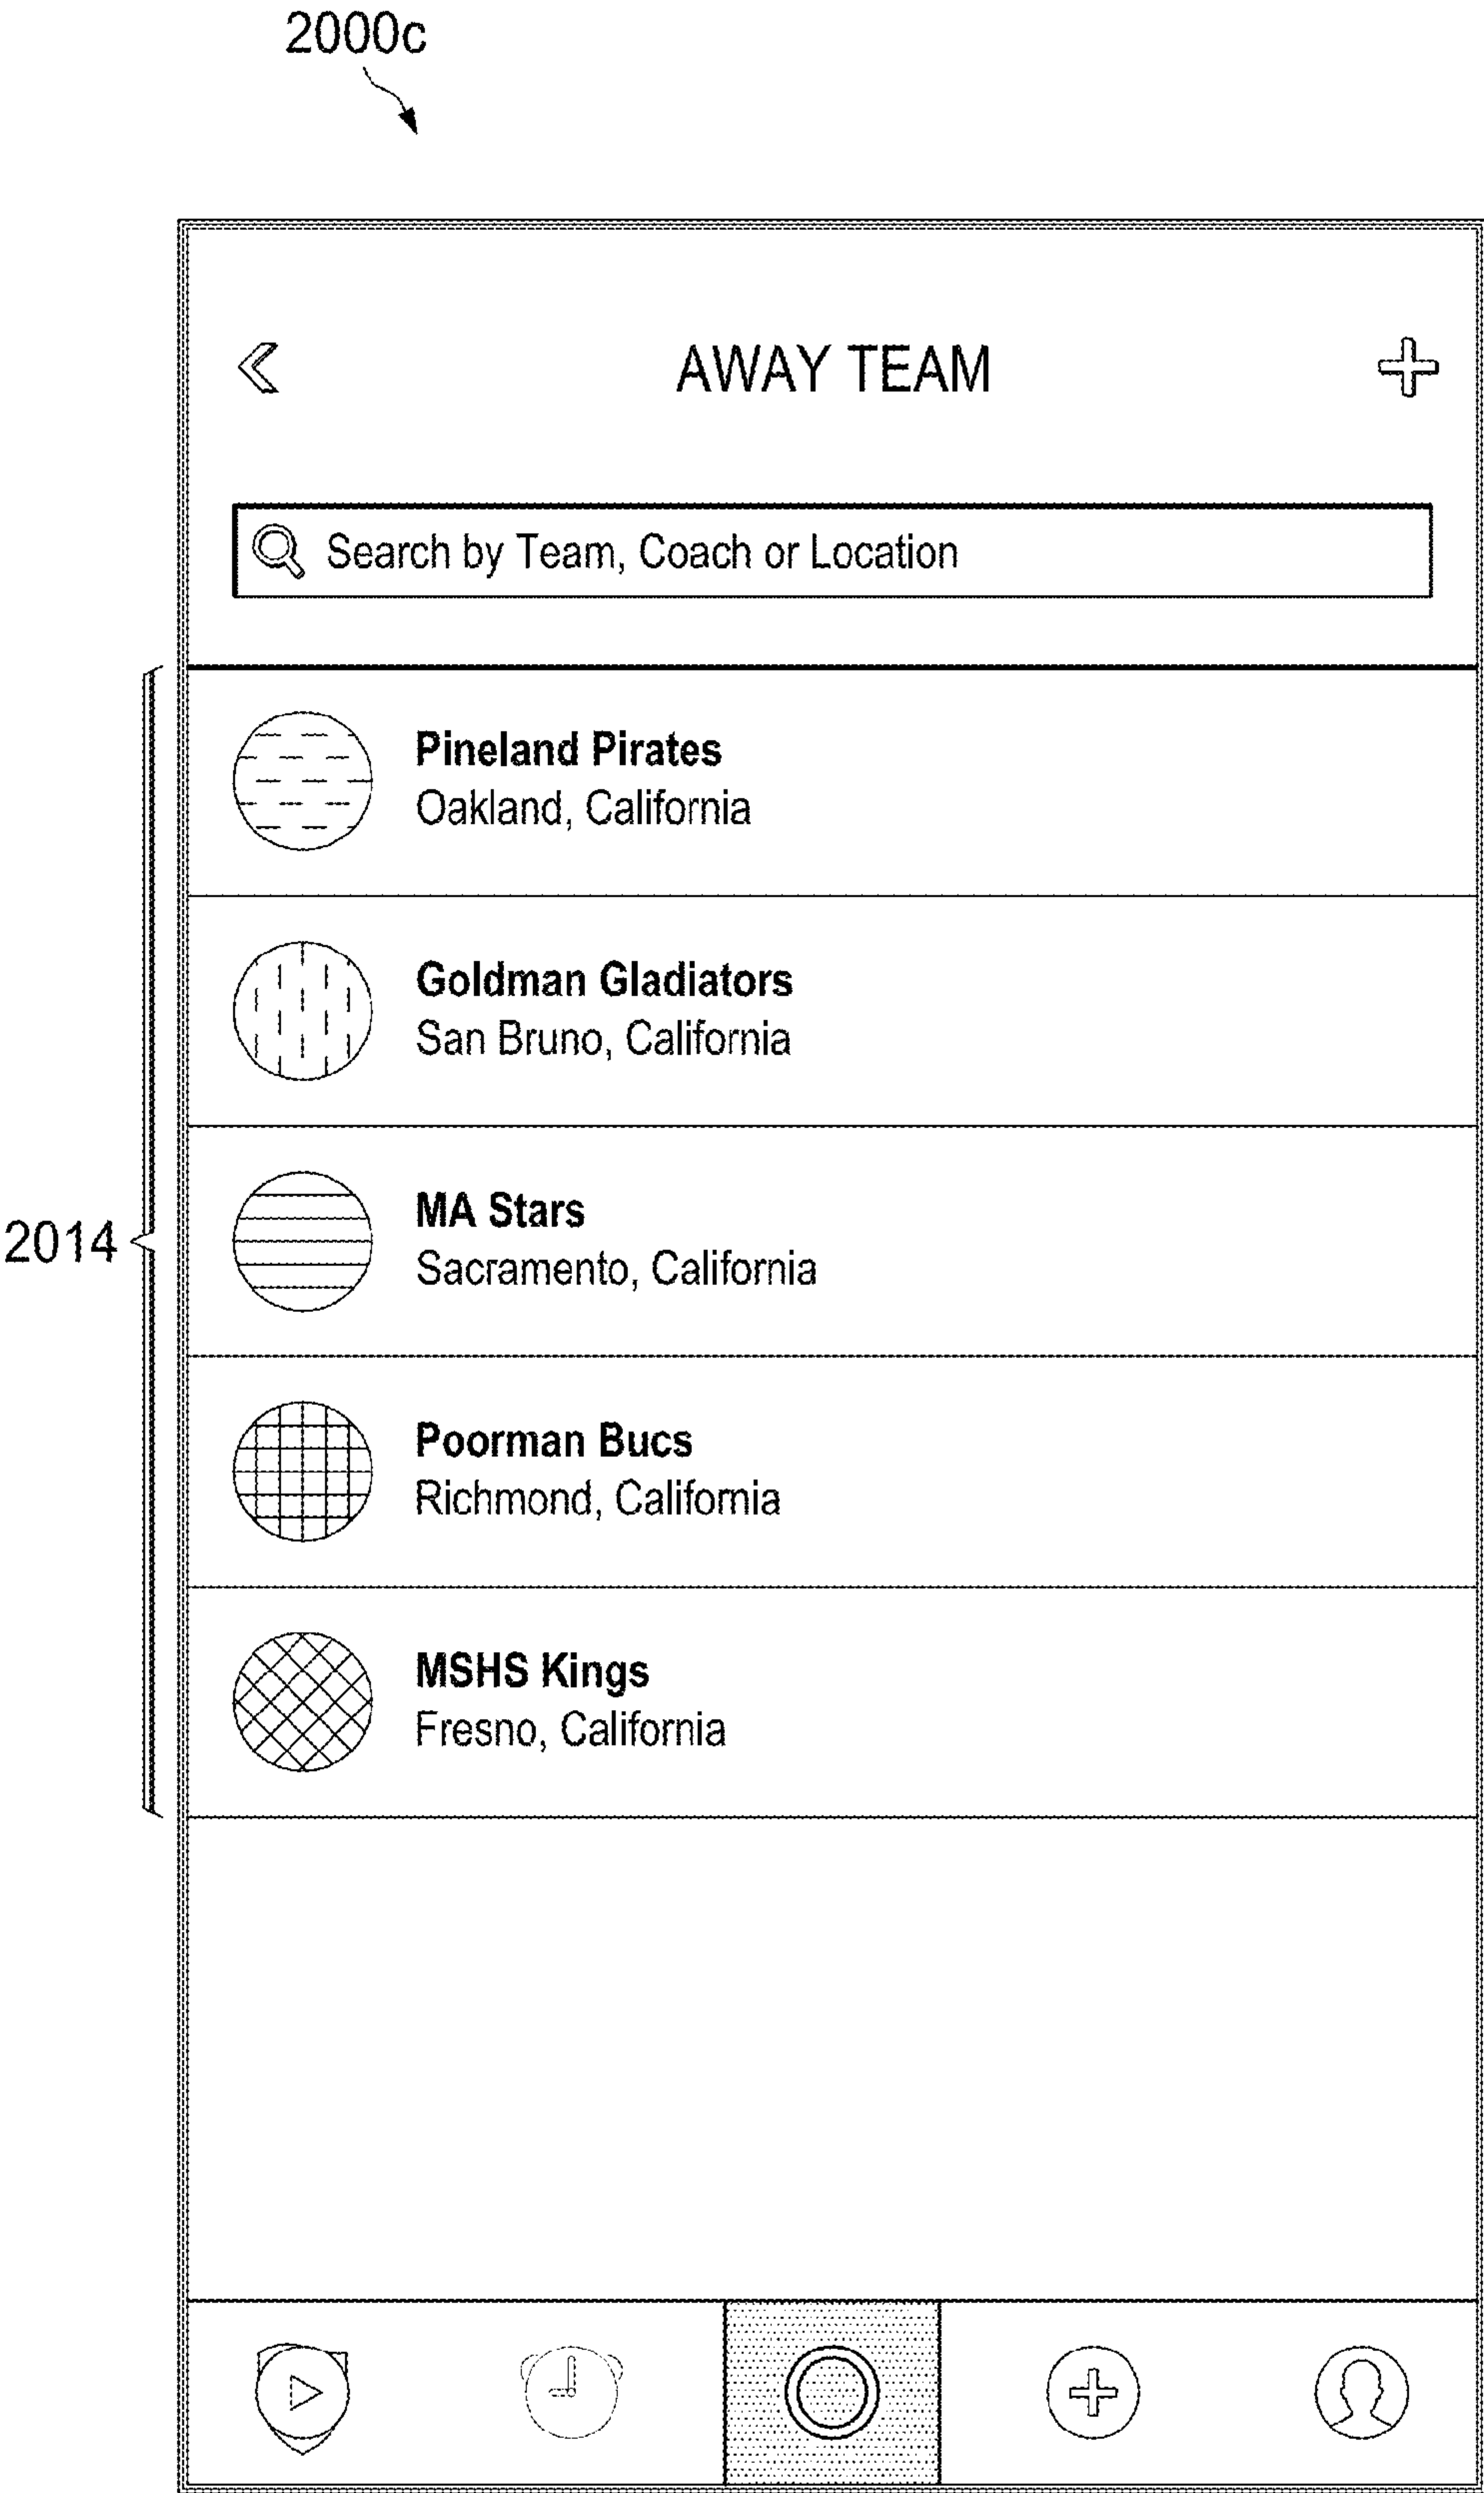 2000c
AWAY TEAM
Search by Team, Coach or Location
Pineland Pirates
Oakland, California
Goldman Gladiators
San Bruno, California
2014
MA Stars
Sacramento, California
Poorman Bucs
Richmond, California
MSHS Kings
Fresno, California